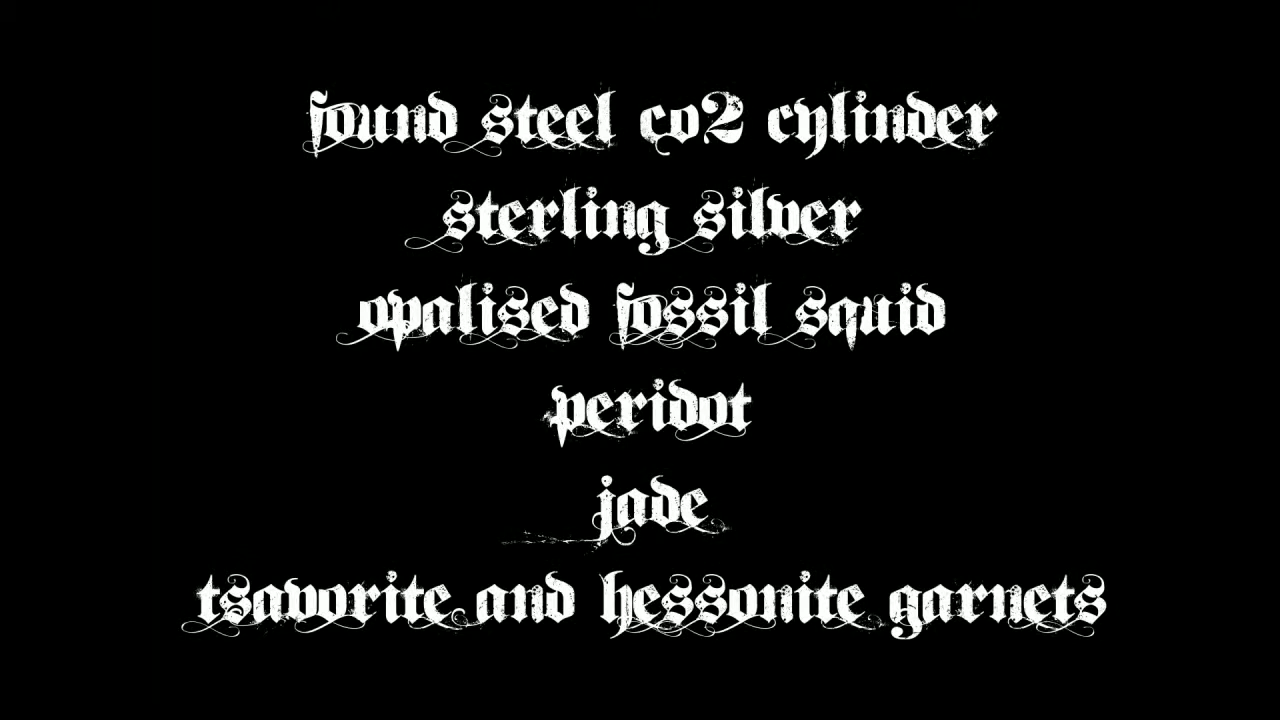 found steel co2 cylinder
sterling silver
opalised fossil squid
peridot
jade
tsavorite and hessonite garnets